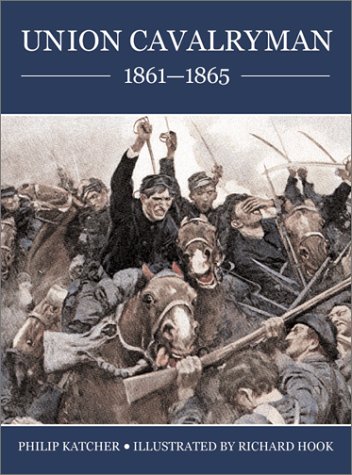 UNION CAVALRYMAN
1861—1865
PHILIP KATCHER • ILLUSTRATED BY RICHARD HOOK